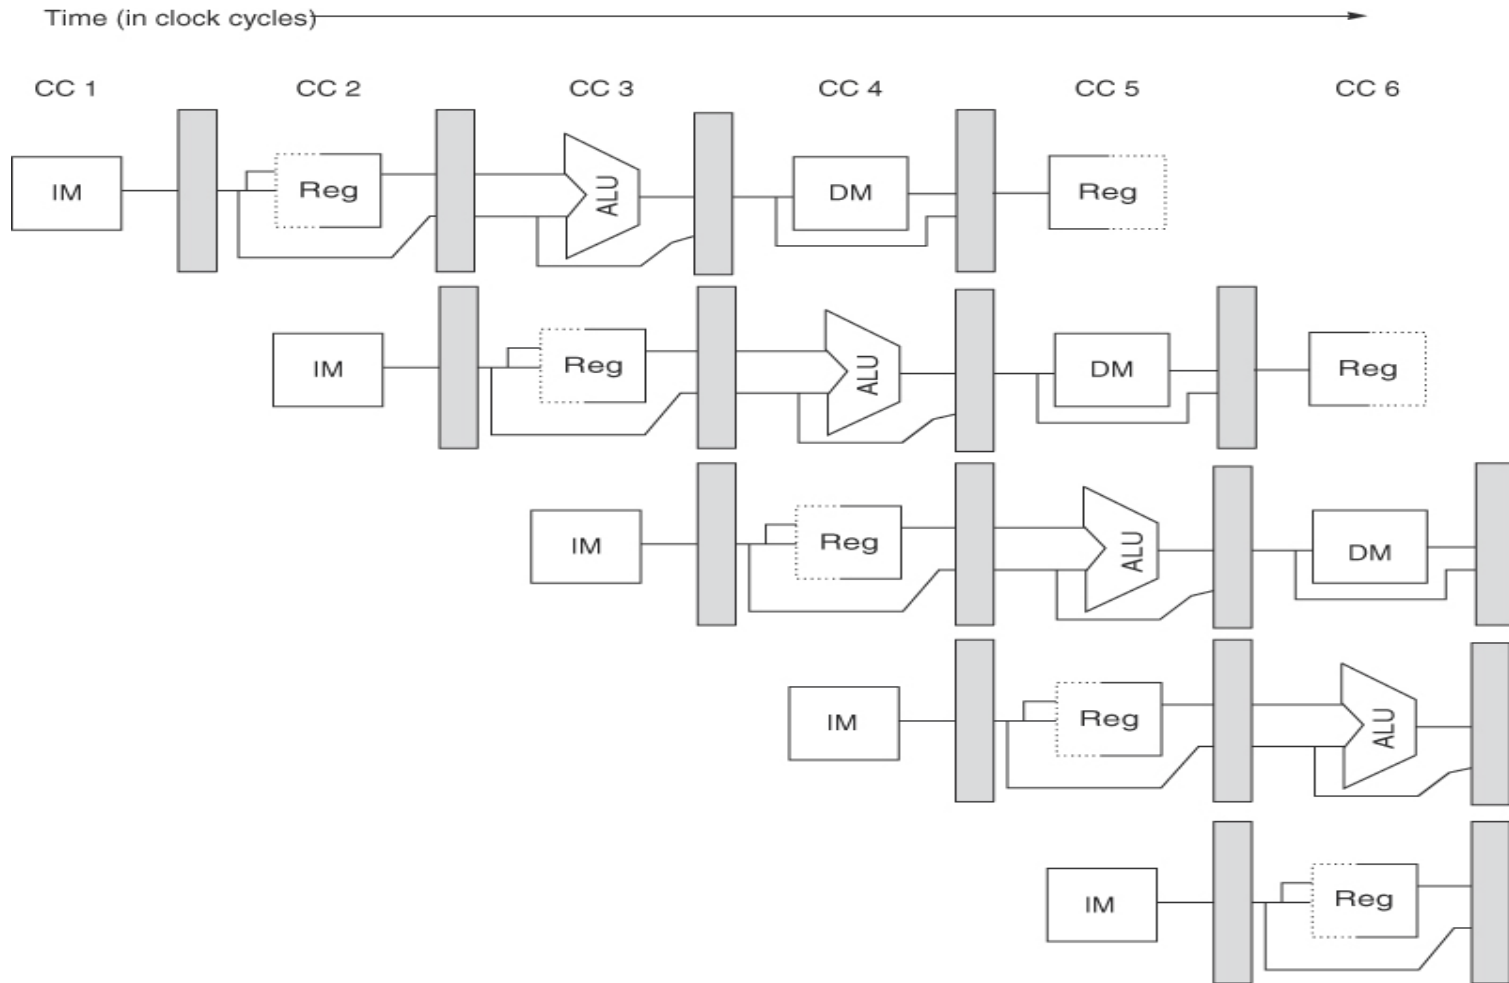 Time (in clock cycles)
CC 1 CC 2 CC 3 CC 4 CC 5 CC 6
IM Reg ALU DM Reg
IM Reg ALU DM Reg
IM Reg ALU DM
IM Reg ALU
IM Reg